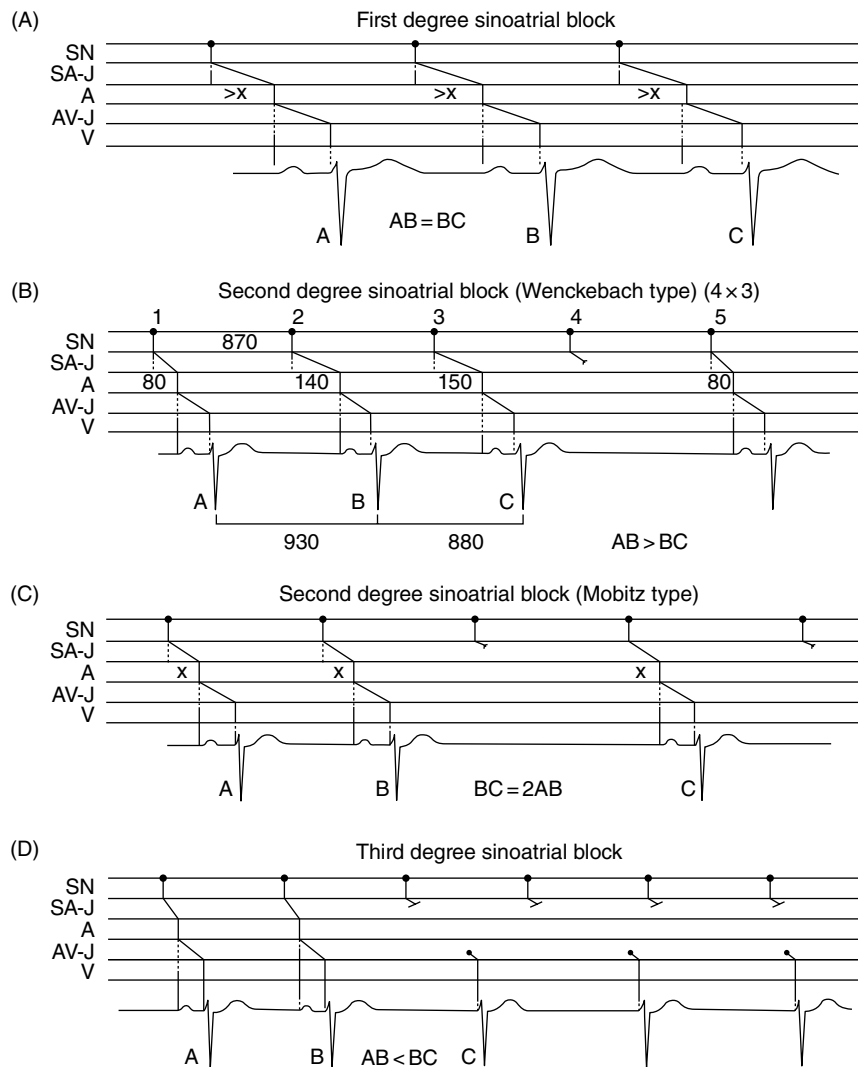 (A) First degree sinoatrial block
SN
SA-J
A >x >x >x
AV-J
V
A AB = BC B C
(B) Second degree sinoatrial block (Wenckebach type) (4 × 3)
1 2 3 4 5
SN 870
SA-J
A 80 140 150 80
AV-J
V
A B C
930 880 AB > BC
(C) Second degree sinoatrial block (Mobitz type)
SN
SA-J
A x x x
AV-J
V
A B BC = 2AB C
(D) Third degree sinoatrial block
SN
SA-J
A
AV-J
V
A B AB < BC C